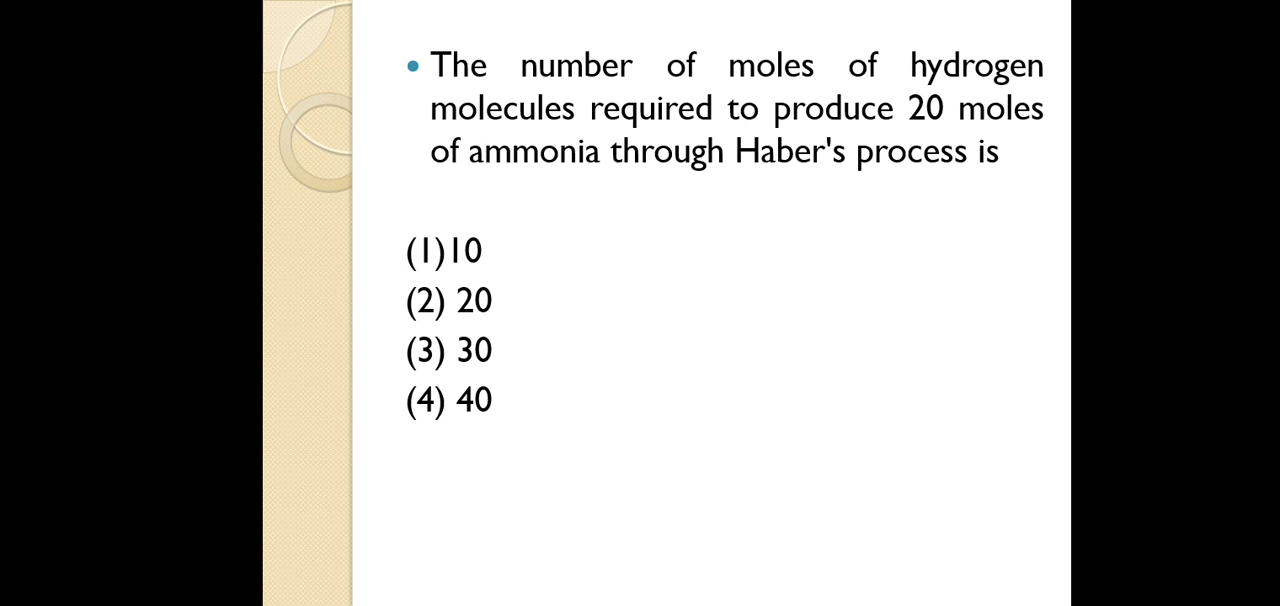 • The number of moles of hydrogen
molecules required to produce 20 moles
of ammonia through Haber's process is
(1)10
(2) 20
(3) 30
(4) 40